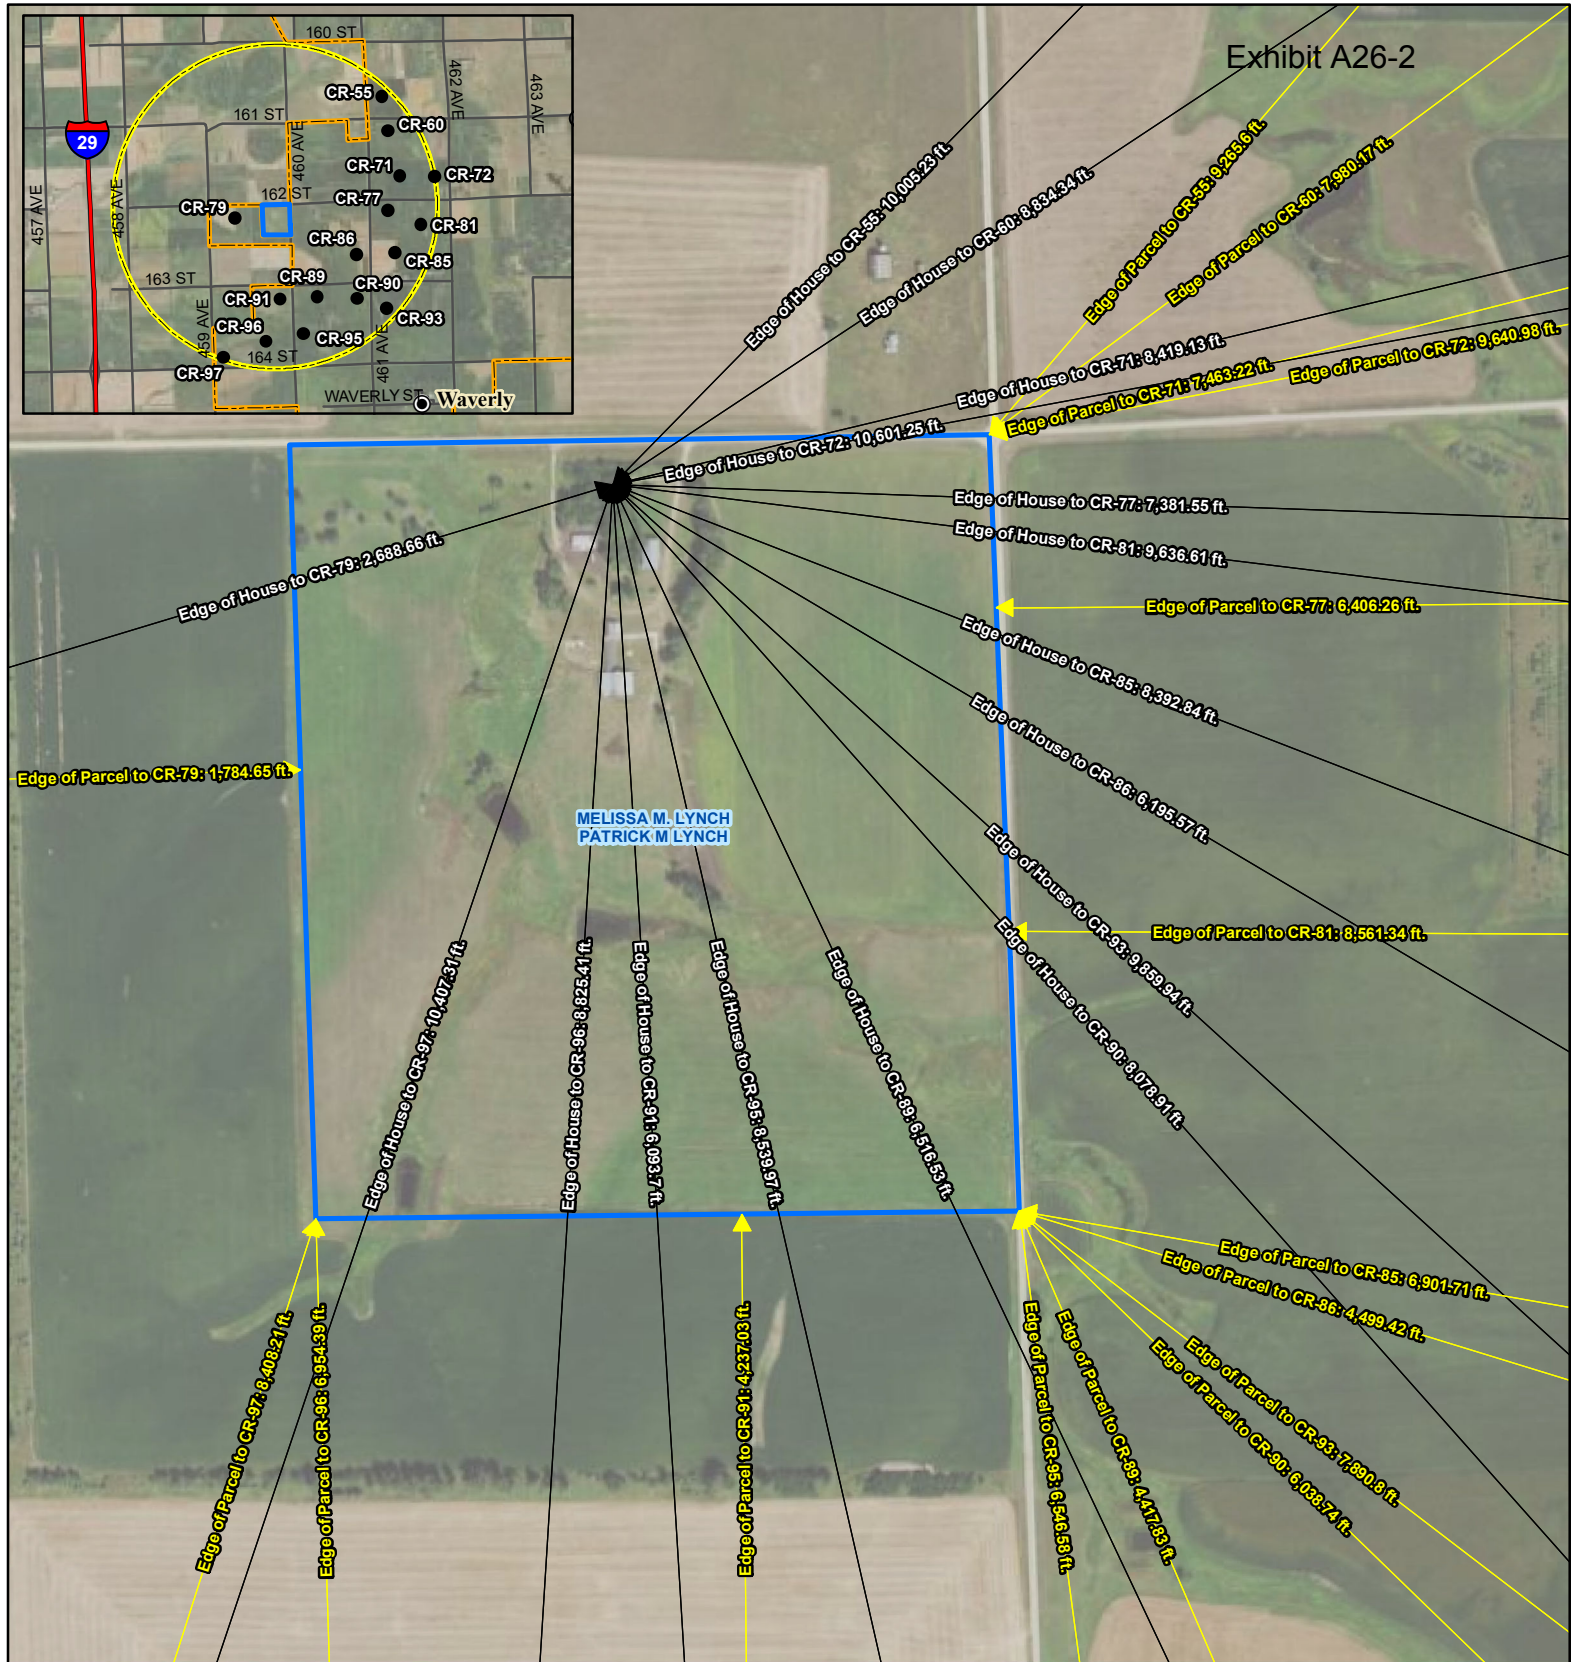 Exhibit A26-2
160 ST
462 AVE
463 AVE
CR-55
161 ST
CR-60
460 AVE
29
CR-71
CR-72
457 AVE
458 AVE
162 ST
CR-79
CR-77
CR-81
CR-86
CR-85
163 ST
CR-89
CR-90
CR-91
CR-93
459 AVE
CR-96
CR-95
461 AVE
164 ST
CR-97
WAVERLY ST
Waverly
Edge of House to CR-55: 10,005.23 ft.
Edge of House to CR-60: 8,834.34 ft.
Edge of Parcel to CR-55: 9,265.6 ft.
Edge of Parcel to CR-60: 7,980.17 ft.
Edge of House to CR-71: 8,419.13 ft.
Edge of Parcel to CR-71: 7,463.22 ft.
Edge of Parcel to CR-72: 9,640.98 ft.
Edge of House to CR-72: 10,601.25 ft.
Edge of House to CR-77: 7,381.55 ft.
Edge of House to CR-81: 9,636.61 ft.
Edge of House to CR-79: 2,688.66 ft.
Edge of Parcel to CR-77: 6,406.26 ft.
Edge of House to CR-85: 8,392.84 ft.
Edge of House to CR-86: 6,195.57 ft.
Edge of Parcel to CR-79: 1,784.65 ft.
MELISSA M. LYNCH
PATRICK M LYNCH
Edge of House to CR-93: 9,859.94 ft.
Edge of Parcel to CR-81: 8,561.34 ft.
Edge of House to CR-90: 8,078.91 ft.
Edge of House to CR-97: 10,407.31 ft.
Edge of House to CR-96: 8,825.41 ft.
Edge of House to CR-91: 6,093.7 ft.
Edge of House to CR-95: 8,539.97 ft.
Edge of House to CR-89: 6,516.53 ft.
Edge of Parcel to CR-85: 6,901.71 ft.
Edge of Parcel to CR-86: 4,499.42 ft.
Edge of Parcel to CR-97: 8,408.21 ft.
Edge of Parcel to CR-96: 6,954.39 ft.
Edge of Parcel to CR-91: 4,237.03 ft.
Edge of Parcel to CR-95: 6,546.58 ft.
Edge of Parcel to CR-89: 4,417.83 ft.
Edge of Parcel to CR-93: 7,890.8 ft.
Edge of Parcel to CR-90: 6,038.74 ft.